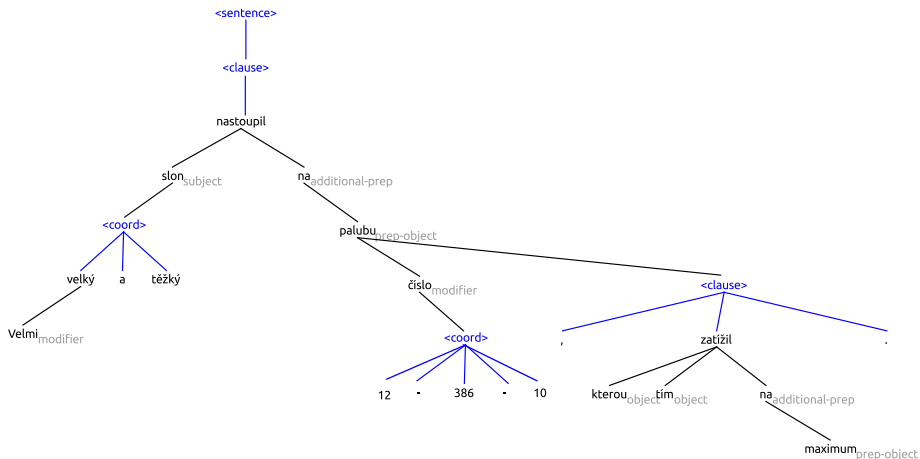 <sentence>
<clause>
nastoupil
slon subject na additional-prep
<coord> palubu prep-object
velký a těžký číslo modifier <clause>
Velmi modifier <coord> , zatížil .
12 - 386 - 10 kterou object tím object na additional-prep
maximum prep-object